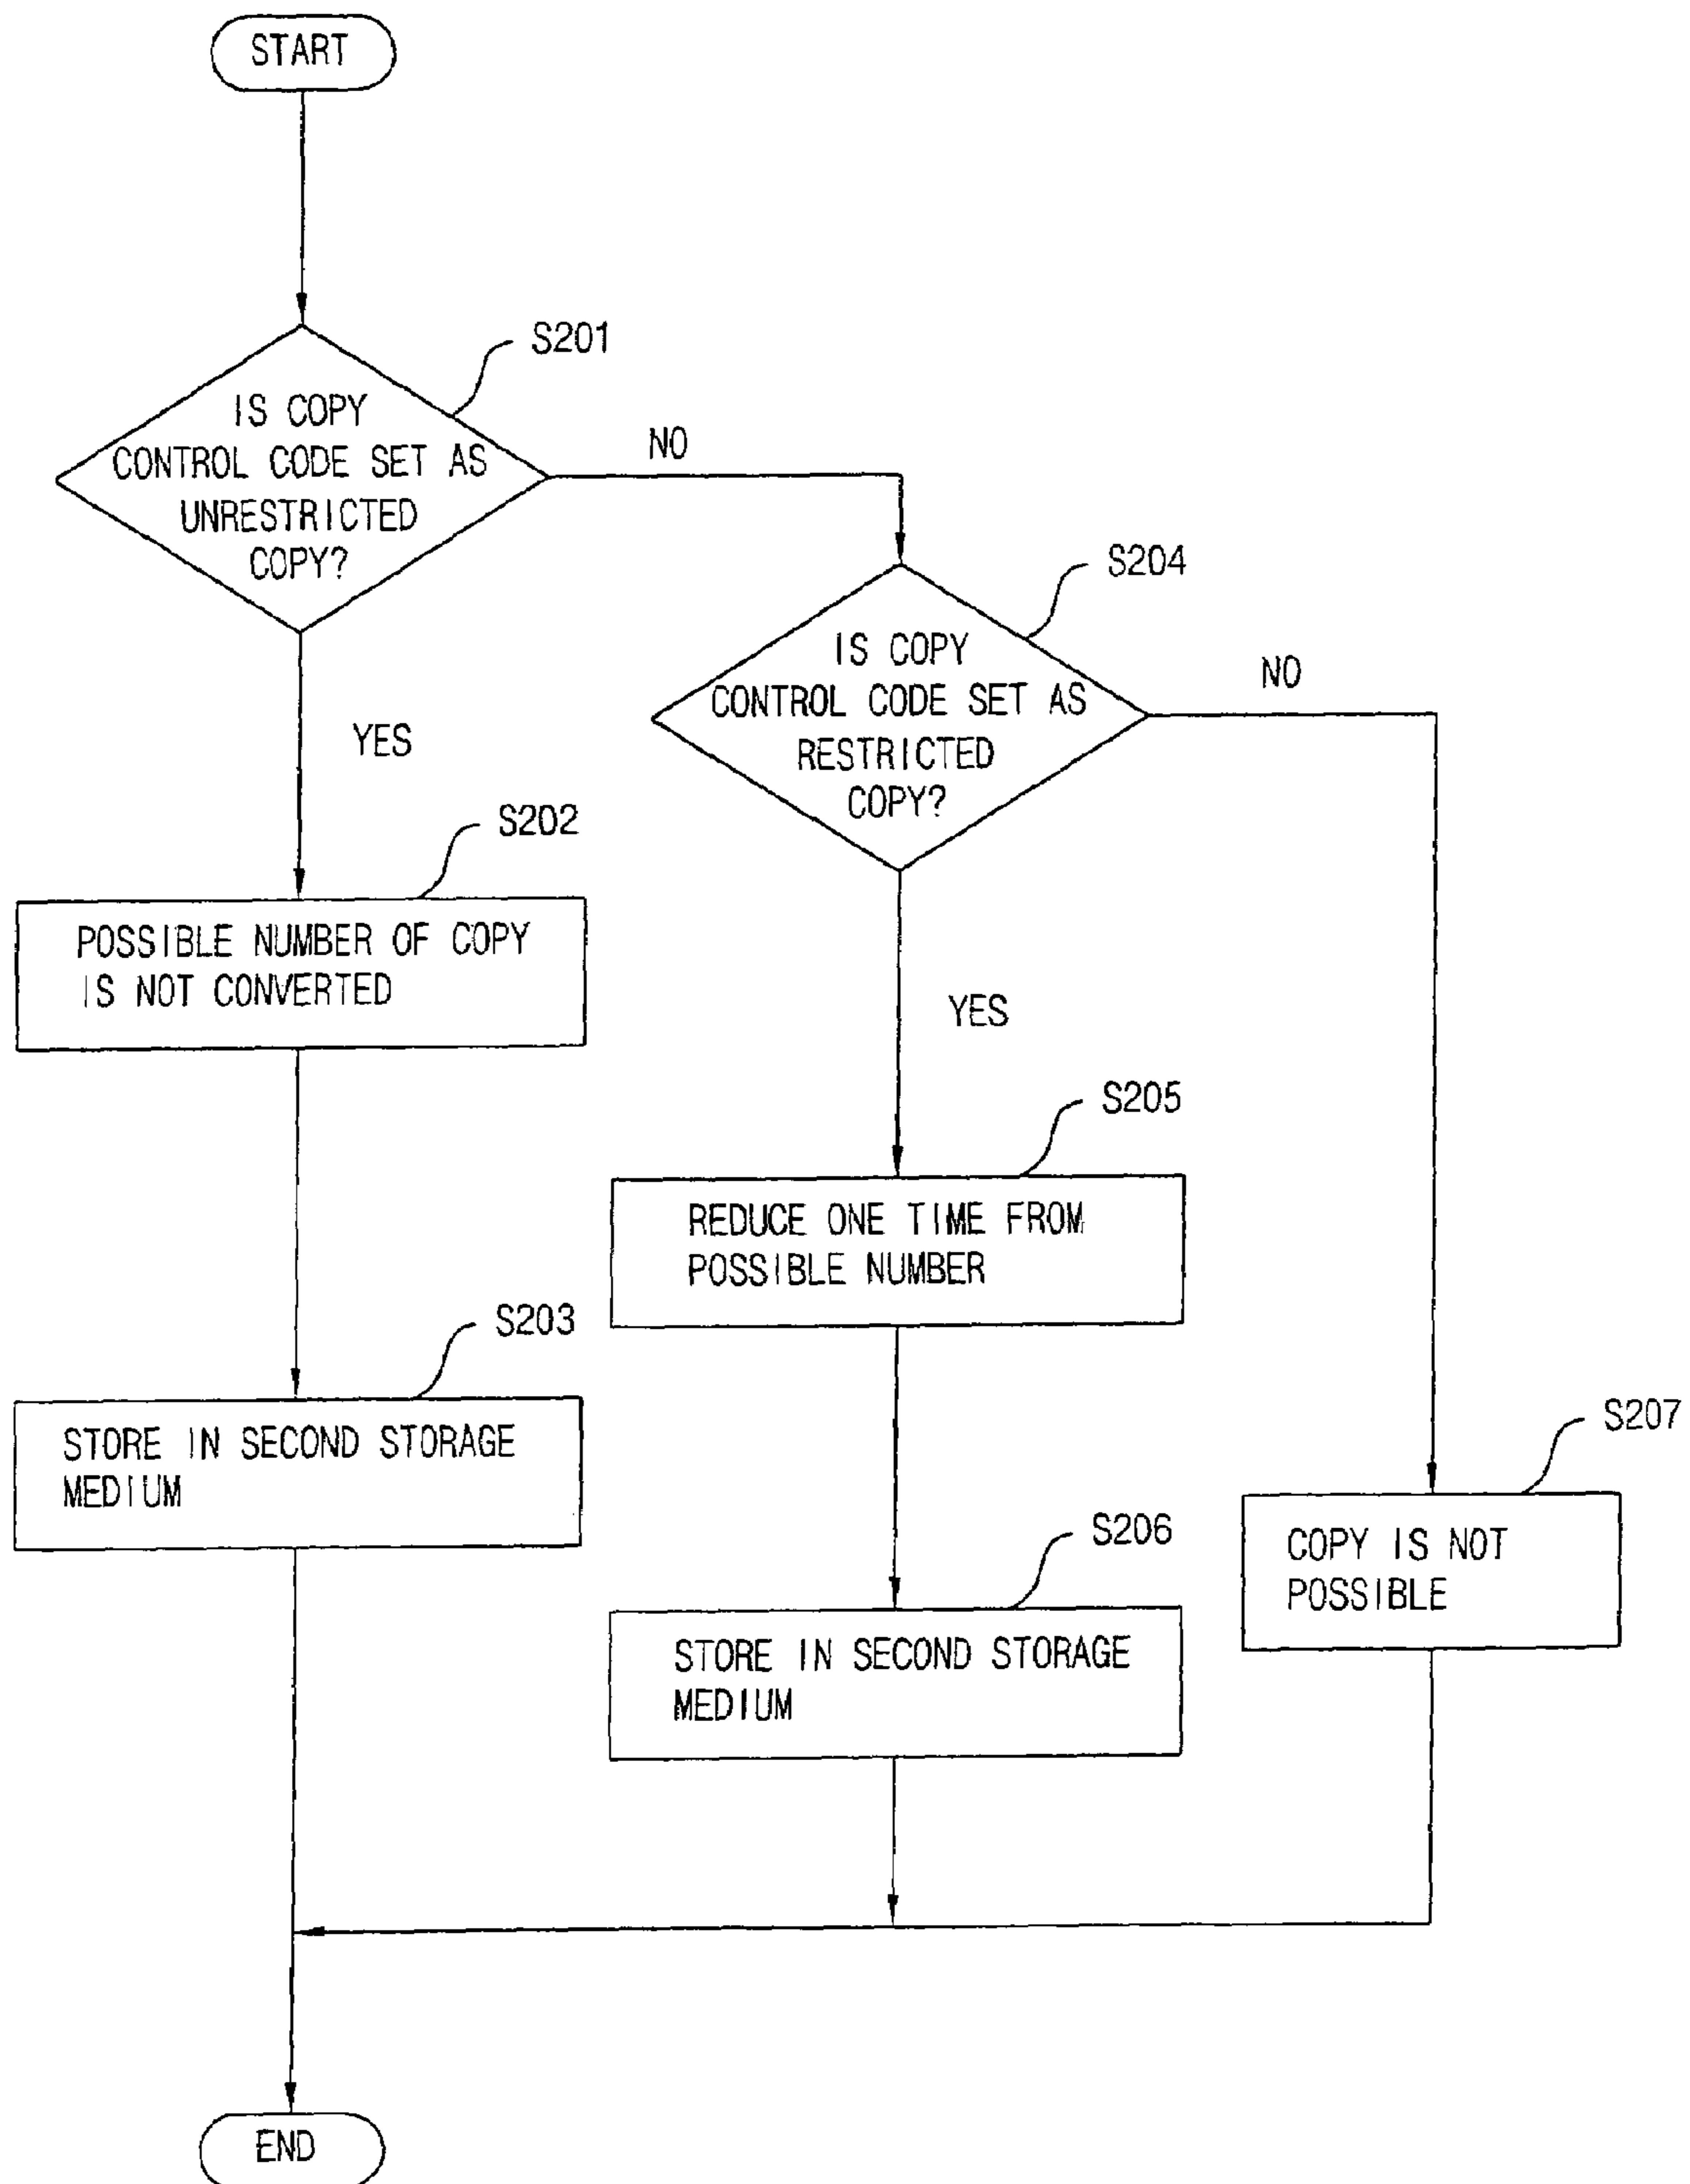 START
S201
IS COPY
CONTROL CODE SET AS
UNRESTRICTED
COPY?
NO
S204
IS COPY
CONTROL CODE SET AS
RESTRICTED
COPY?
NO
YES
S202
POSSIBLE NUMBER OF COPY
IS NOT CONVERTED
YES
S205
REDUCE ONE TIME FROM
POSSIBLE NUMBER
S203
STORE IN SECOND STORAGE
MEDIUM
S207
COPY IS NOT
POSSIBLE
S206
STORE IN SECOND STORAGE
MEDIUM
END